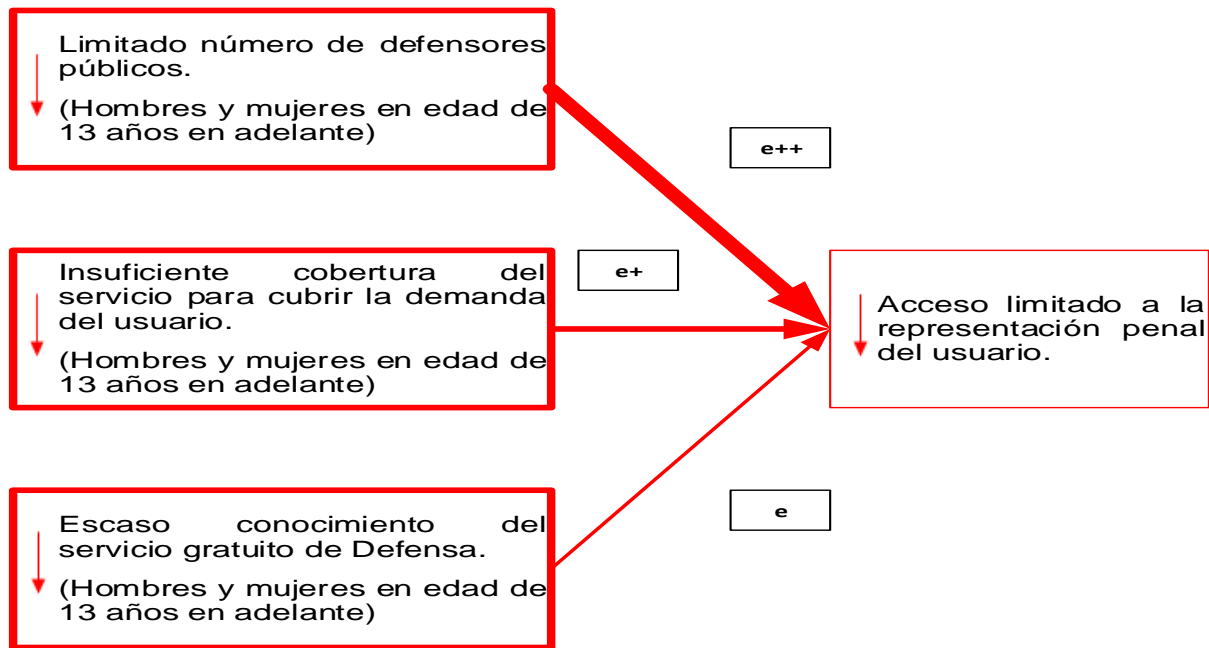 Limitado número de defensores
públicos.
(Hombres y mujeres en edad de
13 años en adelante)
e++
Insuficiente cobertura del
servicio para cubrir la demanda
del usuario.
(Hombres y mujeres en edad de
13 años en adelante)
e+
Acceso limitado a la
representación penal
del usuario.
Escaso conocimiento del
servicio gratuito de Defensa.
(Hombres y mujeres en edad de
13 años en adelante)
e